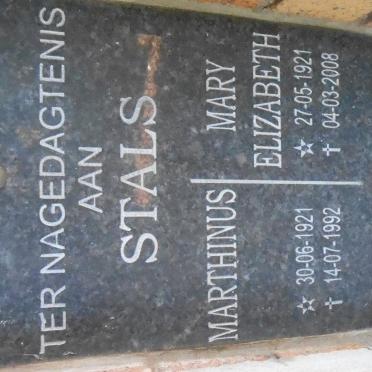 TER NAGEDAGTENIS
AAN
STALS
MARTHINUS
☆ 30-06-1921
✝ 14-07-1992
MARY
ELIZABETH
☆ 27-05-1921
✝ 04-03-2008